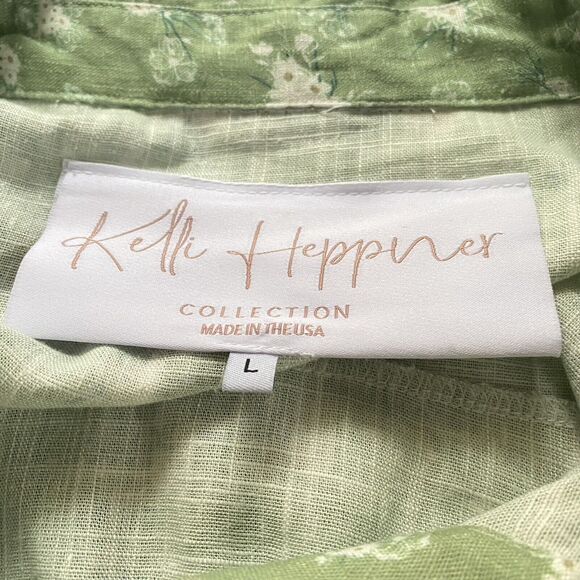 Kelli Heppner
COLLECTION
MADE IN THE USA
L